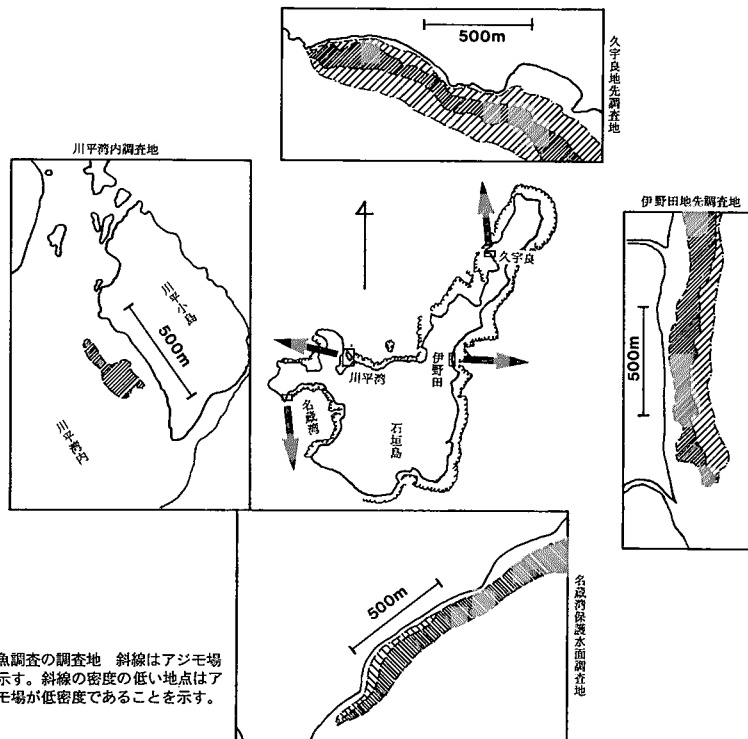 500m
久宇良地先調査地
川平湾内調査地
川平小島
500m
川平湾内
久宇良
伊野田
川平湾
名蔵湾
石垣島
伊野田地先調査地
500m
500m
名蔵湾保護水面調査地
魚調査の調査地 斜線はアジモ場
示す。斜線の密度の低い地点はア
モ場が低密度であることを示す。